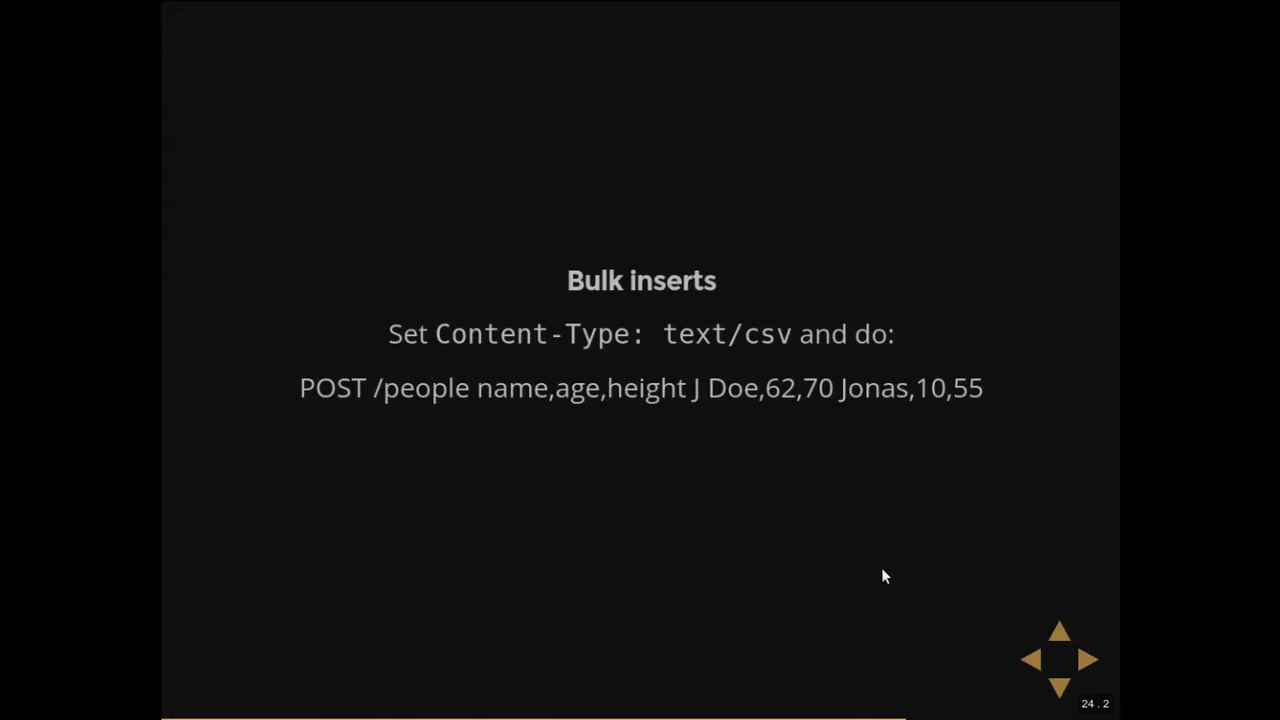 Bulk inserts
Set Content-Type: text/csv and do:
POST /people name,age,height J Doe,62,70 Jonas,10,55
24 . 2